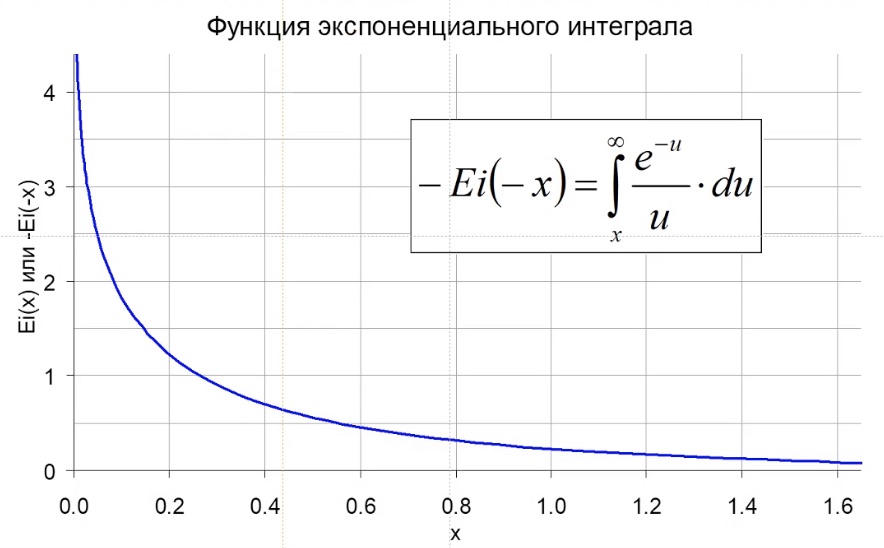 Функция экспоненциального интеграла
Ei(x) или -Ei(-x)
4
3
2
1
0
− Ei(− x) = ∫ₓ^∞ e^{−u}/u · du
0.0 0.2 0.4 0.6 0.8 1.0 1.2 1.4 1.6
x